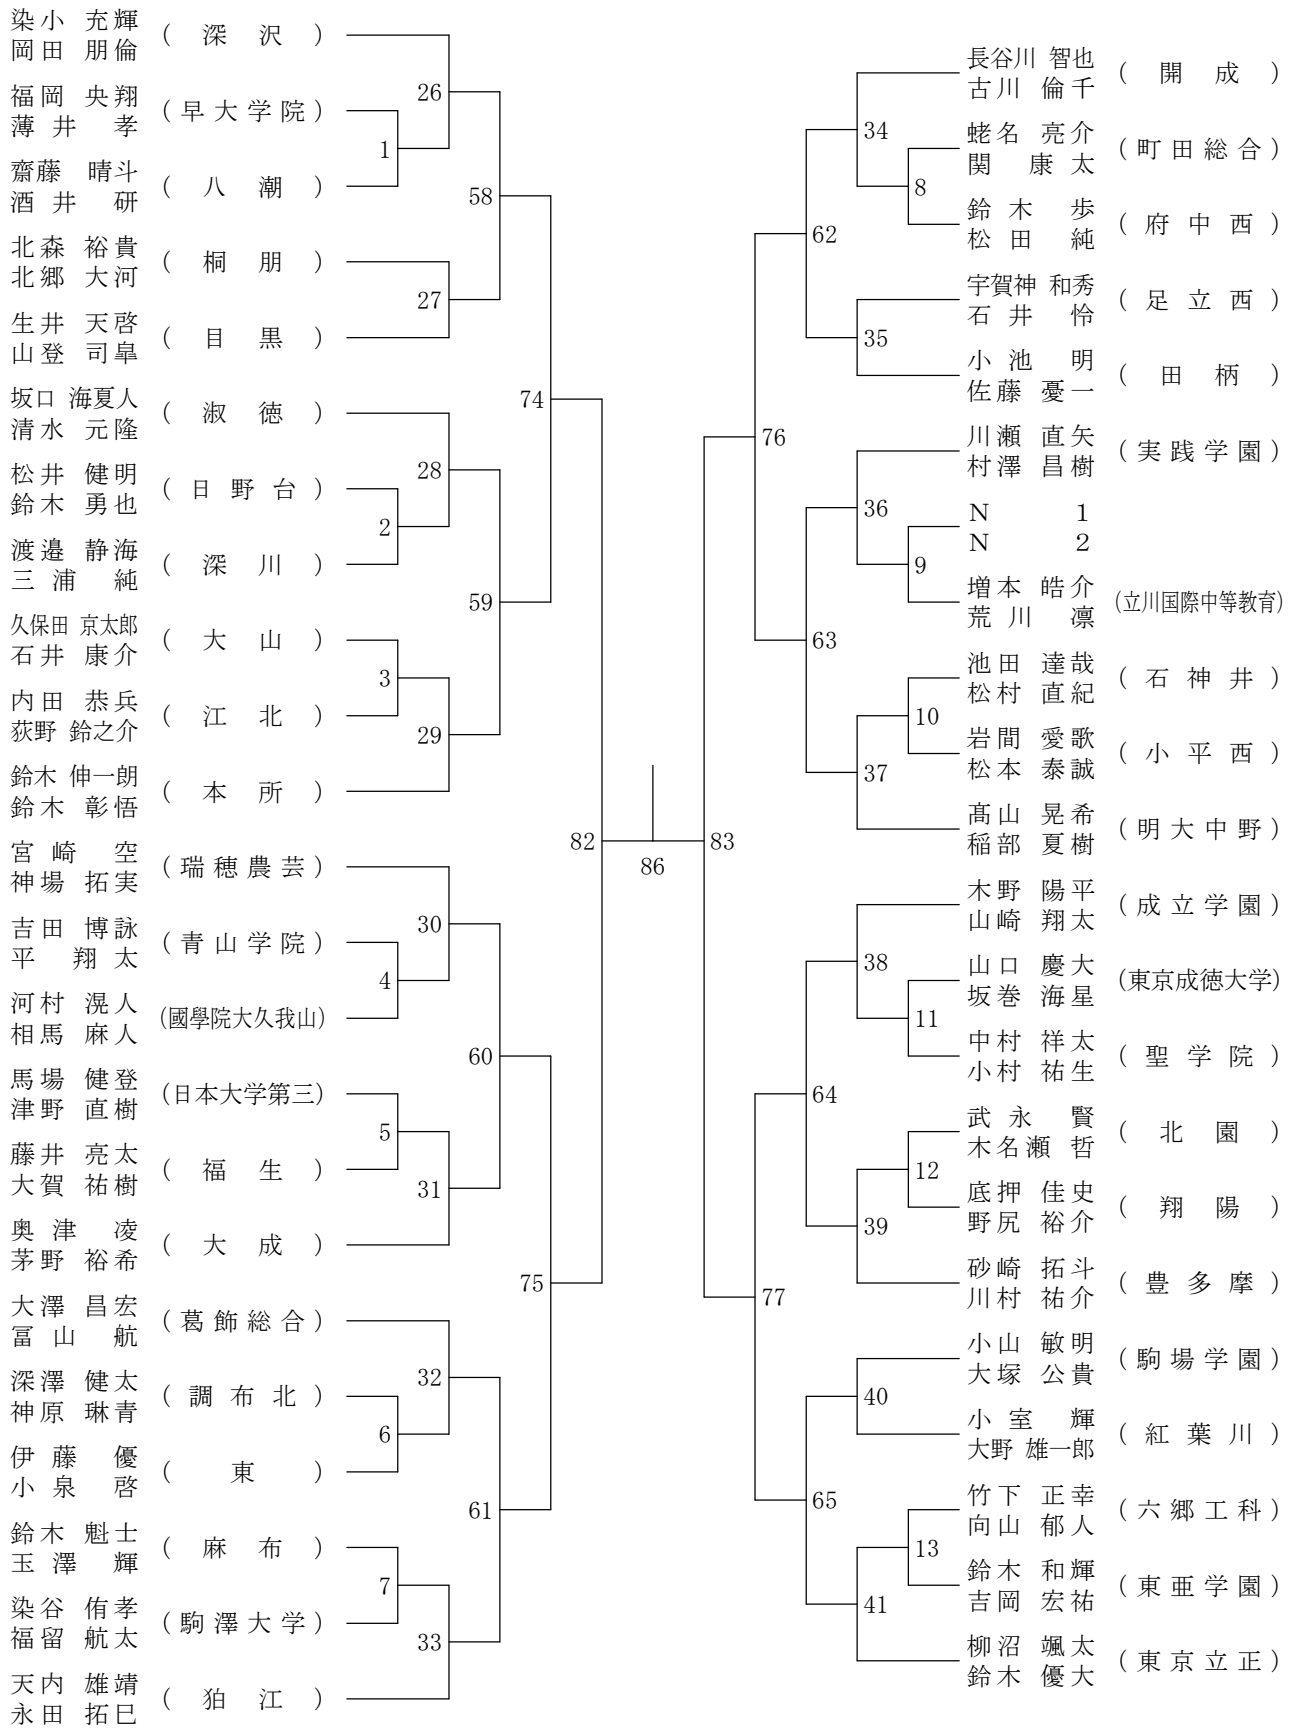 染小 充輝
岡田 朋倫
( 深 沢 )
福岡 央翔
薄井 孝
( 早大学院 )
齋藤 晴斗
酒井 研
( 八 潮 )
北森 裕貴
北郷 大河
( 桐 朋 )
生井 天啓
山登 司皐
( 目 黒 )
坂口 海夏人
清水 元隆
( 淑 徳 )
松井 健明
鈴木 勇也
( 日 野 台 )
渡邉 静海
三浦 純
( 深 川 )
久保田 京太郎
石井 康介
( 大 山 )
内田 恭兵
荻野 鈴之介
( 江 北 )
鈴木 伸一朗
鈴木 彰悟
( 本 所 )
宮崎 空
神場 拓実
( 瑞穂農芸 )
吉田 博詠
平 翔太
( 青山学院 )
河村 滉人
相馬 麻人
(國學院大久我山)
馬場 健登
津野 直樹
(日本大学第三)
藤井 亮太
大賀 祐樹
( 福 生 )
奥津 凌
茅野 裕希
( 大 成 )
大澤 昌宏
冨山 航
( 葛飾総合 )
深澤 健太
神原 琳青
( 調 布 北 )
伊藤 優
小泉 啓
( 東 )
鈴木 魁士
玉澤 輝
( 麻 布 )
染谷 侑孝
福留 航太
( 駒澤大学 )
天内 雄靖
永田 拓巳
( 狛 江 )
1
2
3
4
5
6
7
26
27
28
29
30
31
32
33
58
59
60
61
74
75
82
86
83
76
77
62
63
64
65
34
35
36
37
38
39
40
41
8
9
10
11
12
13
長谷川 智也
古川 倫千
( 開 成 )
蛯名 亮介
関 康太
( 町田総合 )
鈴木 歩
松田 純
( 府 中 西 )
宇賀神 和秀
石井 怜
( 足 立 西 )
小池 明
佐藤 憂一
( 田 柄 )
川瀬 直矢
村澤 昌樹
( 実践学園 )
N 1
N 2
増本 皓介
荒川 凛
(立川国際中等教育)
池田 達哉
松村 直紀
( 石 神 井 )
岩間 愛歌
松本 泰誠
( 小 平 西 )
髙山 晃希
稲部 夏樹
( 明大中野 )
木野 陽平
山崎 翔太
( 成立学園 )
山口 慶大
坂巻 海星
(東京成徳大学)
中村 祥太
小村 祐生
( 聖 学 院 )
武永 賢
木名瀬 哲
( 北 園 )
底押 佳史
野尻 裕介
( 翔 陽 )
砂崎 拓斗
川村 祐介
( 豊 多 摩 )
小山 敏明
大塚 公貴
( 駒場学園 )
小室 輝
大野 雄一郎
( 紅 葉 川 )
竹下 正幸
向山 郁人
( 六郷工科 )
鈴木 和輝
吉岡 宏祐
( 東亜学園 )
柳沼 颯太
鈴木 優大
( 東京立正 )